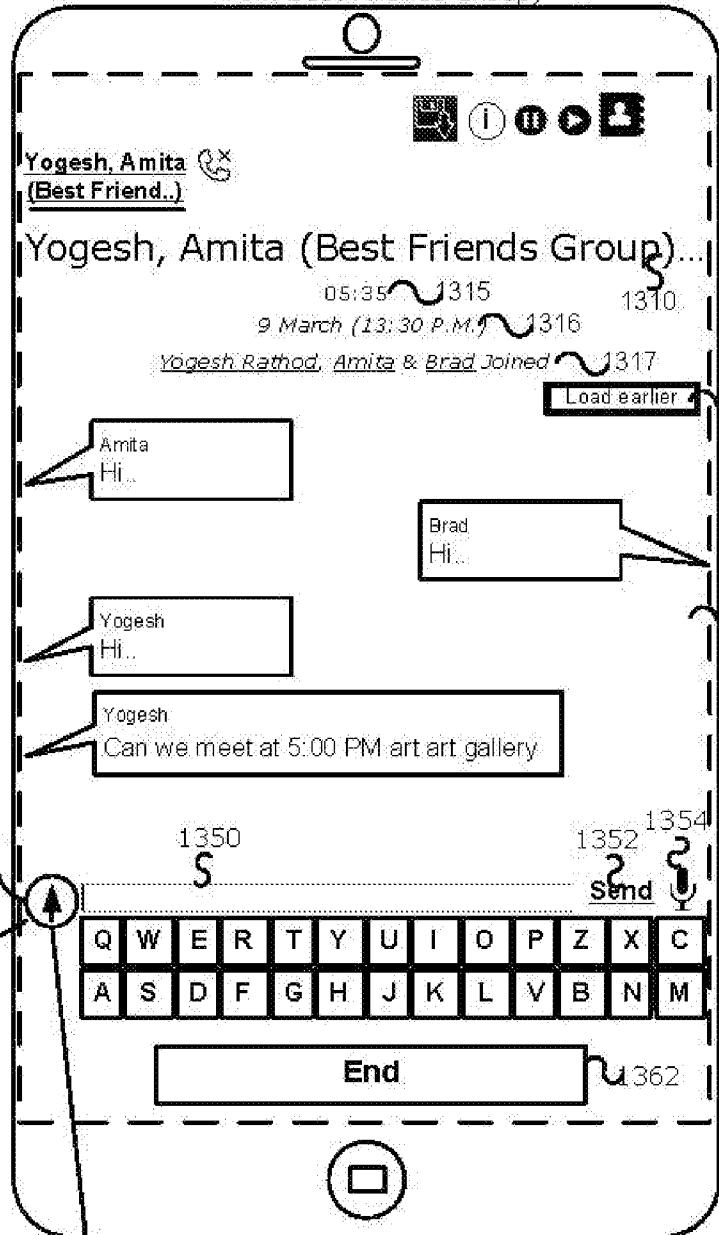 i
Yogesh, Amita
(Best Friend..)
Yogesh, Amita (Best Friends Group)...
1310
05:35 1315
9 March (13:30 P.M.) 1316
Yogesh Rathod, Amita & Brad Joined 1317
Load earlier
Amita
Hi..
Brad
Hi..
Yogesh
Hi..
Yogesh
Can we meet at 5:00 PM art art gallery
1350 1352 1354
Send
Q W E R T Y U I O P Z X C
A S D F G H J K L V B N M
End 1362